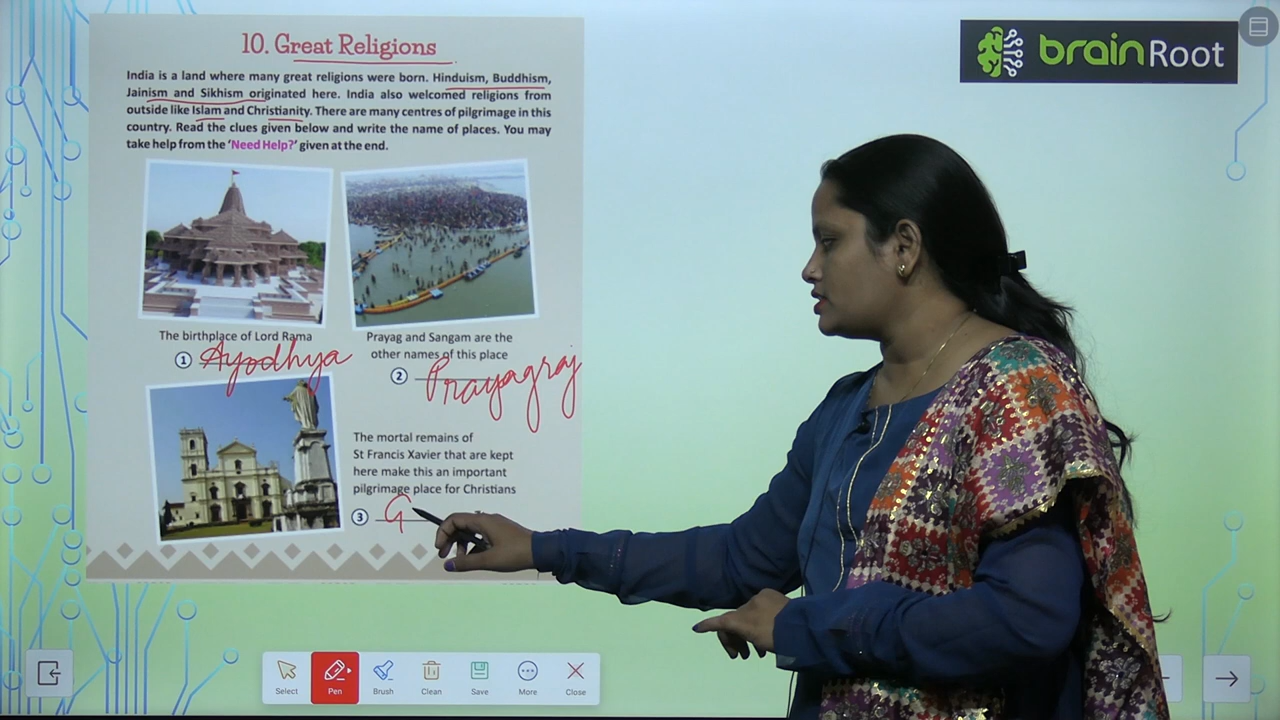 brainRoot
10. Great Religions
India is a land where many great religions were born. Hinduism, Buddhism,
Jainism and Sikhism originated here. India also welcomed religions from
outside like Islam and Christianity. There are many centres of pilgrimage in this
country. Read the clues given below and write the name of places. You may
take help from the 'Need Help?' given at the end.
The birthplace of Lord Rama
1 Ayodhya
Prayag and Sangam are the
other names of this place
2 Prayagraj
The mortal remains of
St Francis Xavier that are kept
here make this an important
pilgrimage place for Christians
3 G
Select
Pen
Brush
Clean
Save
More
Close